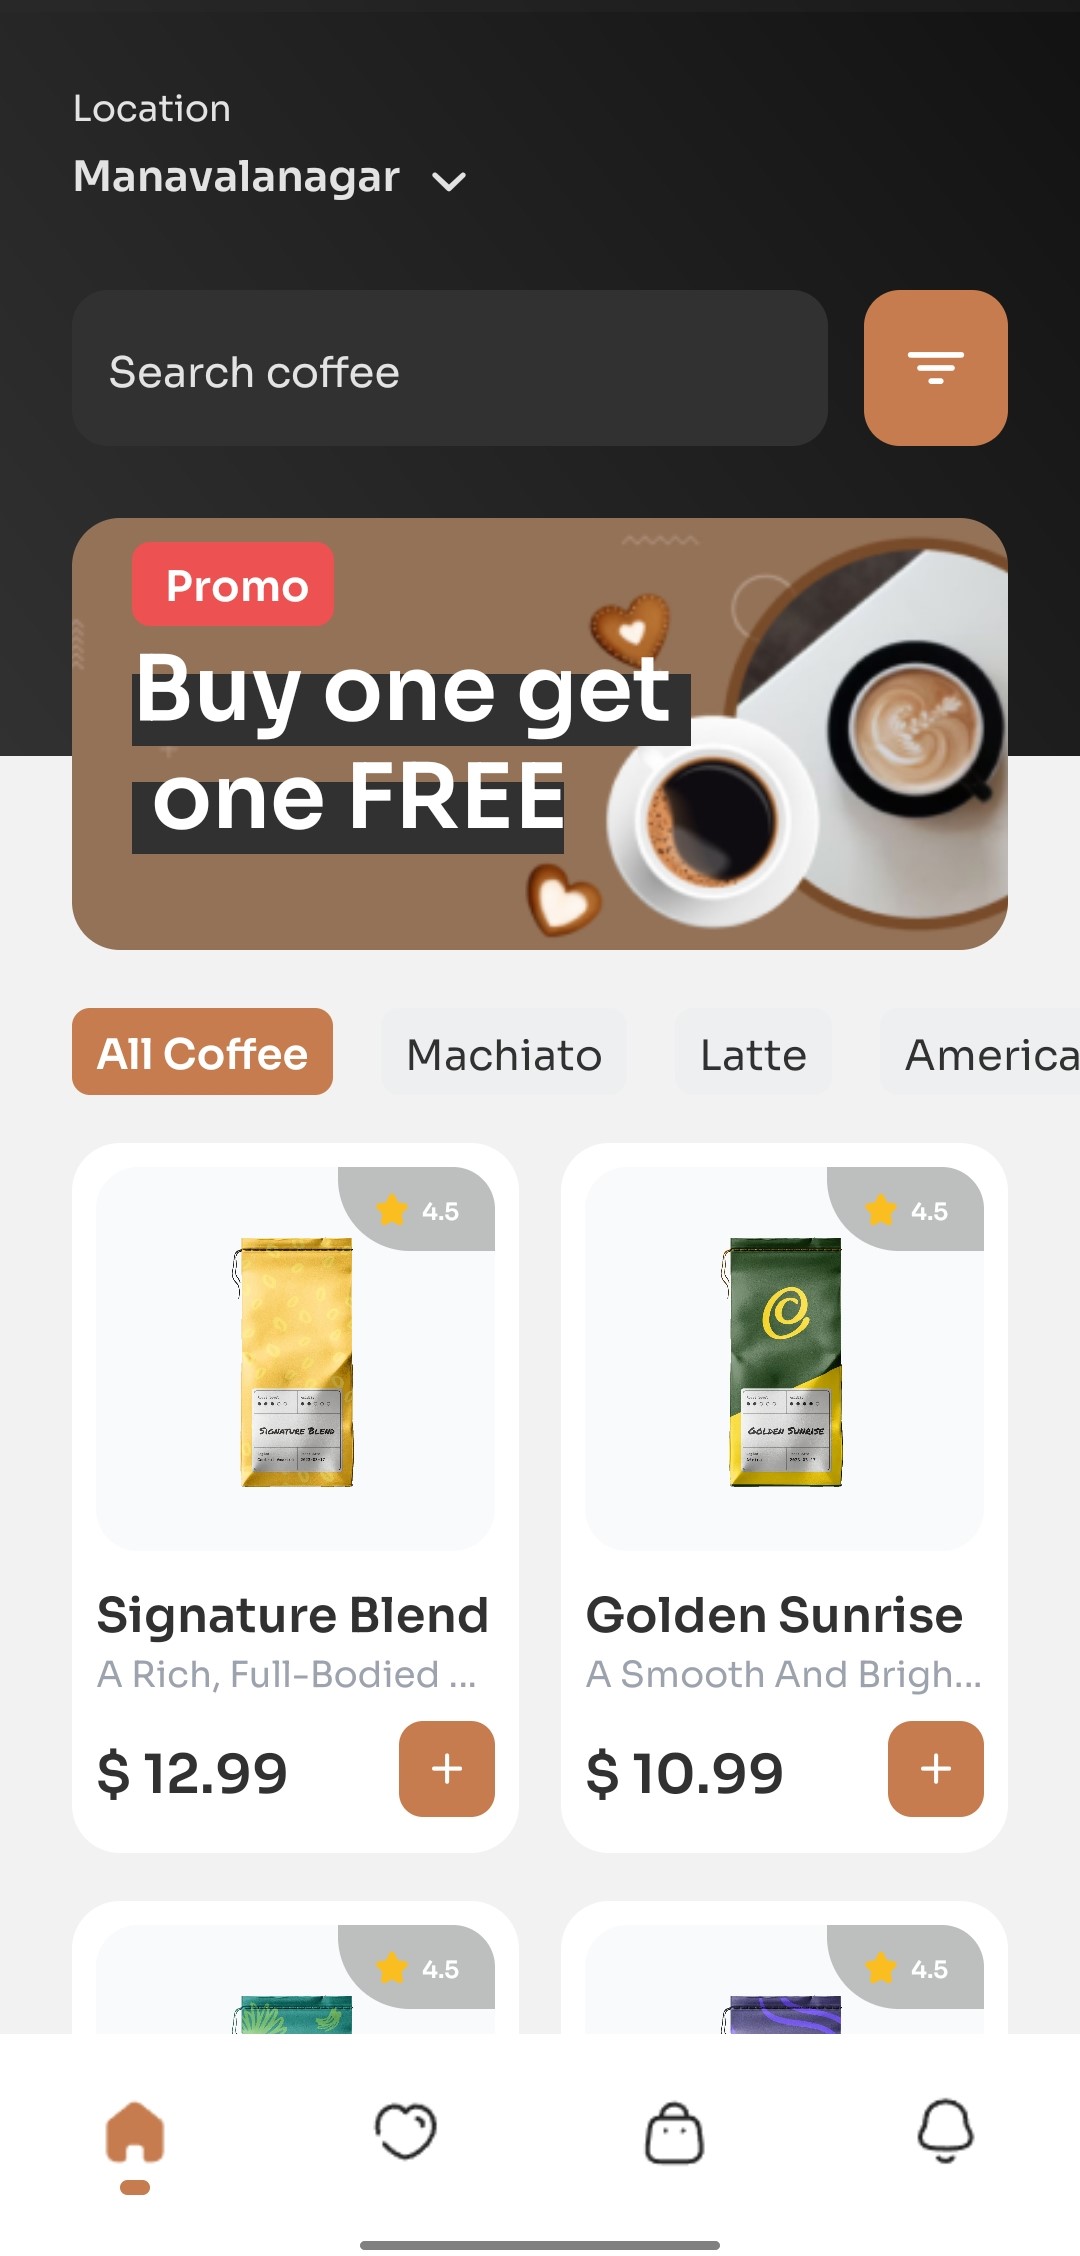 Location
Manavalanagar
Search coffee
Promo
Buy one get
one FREE
All Coffee
Machiato
Latte
America
4.5
4.5
SIGNATURE BLEND
GOLDEN SUNRISE
Signature Blend
Golden Sunrise
A Rich, Full-Bodied ...
A Smooth And Brigh...
$ 12.99
$ 10.99
4.5
4.5